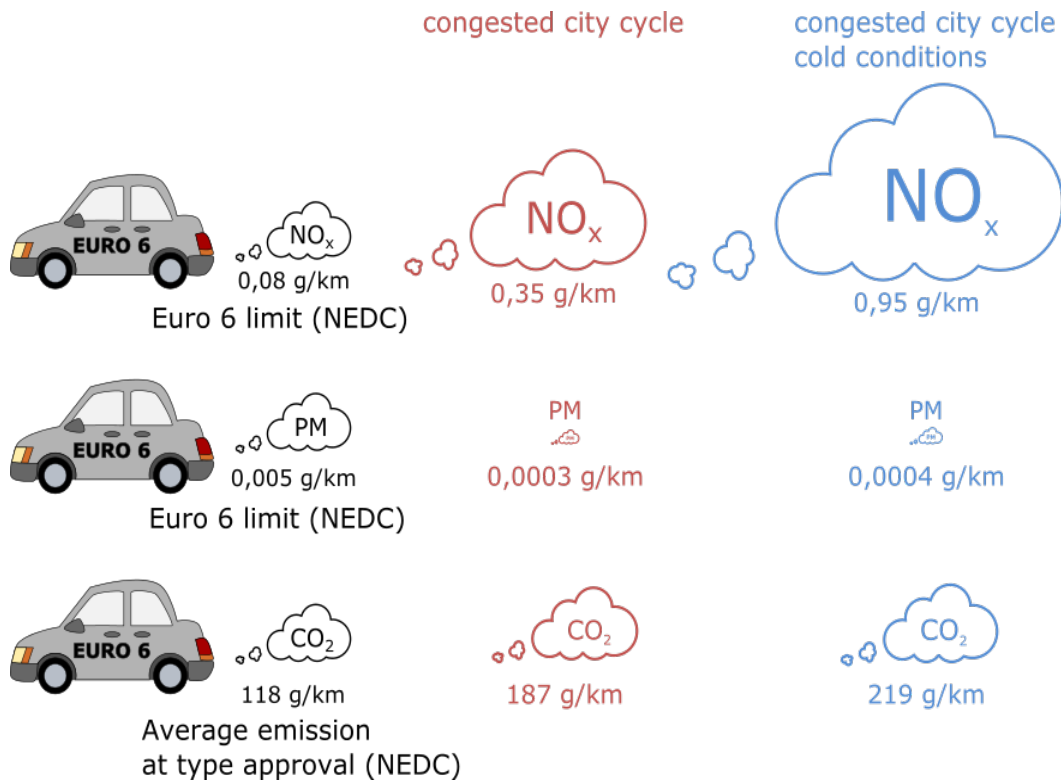 congested city cycle
congested city cycle
cold conditions
EURO 6
NOx
0,08 g/km
Euro 6 limit (NEDC)
NOx
0,35 g/km
NOx
0,95 g/km
EURO 6
PM
0,005 g/km
Euro 6 limit (NEDC)
PM
PM
0,0003 g/km
PM
PM
0,0004 g/km
EURO 6
CO2
118 g/km
Average emission
at type approval (NEDC)
CO2
187 g/km
CO2
219 g/km